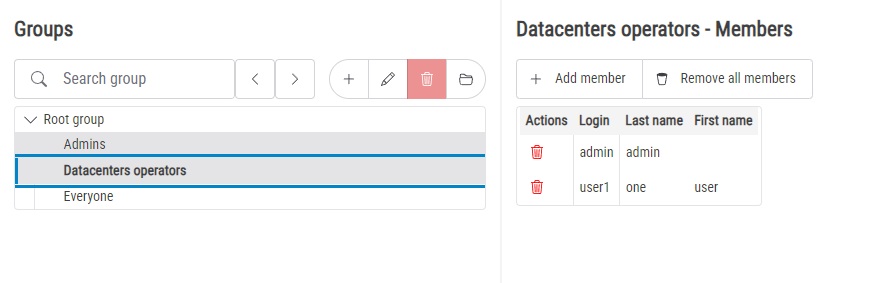 Groups
Search group
Root group
Admins
Datacenters operators
Everyone
Datacenters operators - Members
Add member
Remove all members
Actions Login Last name First name
admin admin
user1 one user